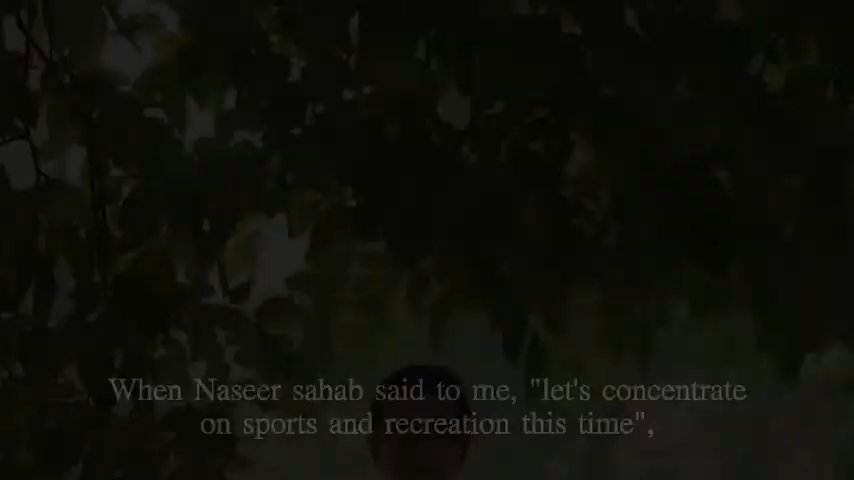 When Naseer sahab said to me, "let's concentrate
on sports and recreation this time",